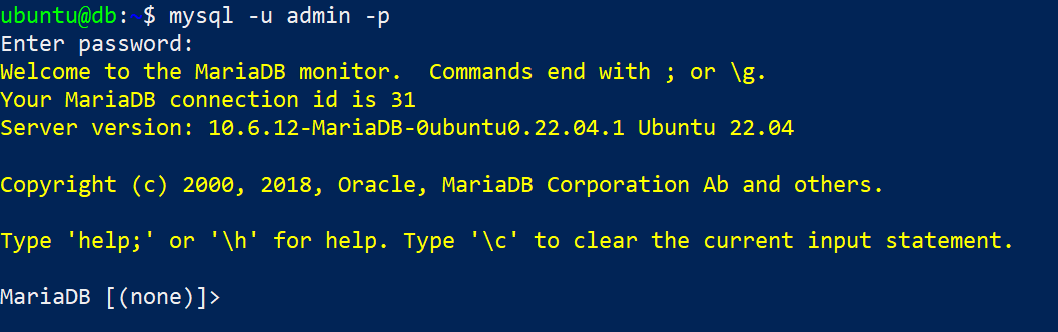 ubuntu@db:~$ mysql -u admin -p
Enter password:
Welcome to the MariaDB monitor.  Commands end with ; or \g.
Your MariaDB connection id is 31
Server version: 10.6.12-MariaDB-0ubuntu0.22.04.1 Ubuntu 22.04
Copyright (c) 2000, 2018, Oracle, MariaDB Corporation Ab and others.
Type 'help;' or '\h' for help. Type '\c' to clear the current input statement.
MariaDB [(none)]>